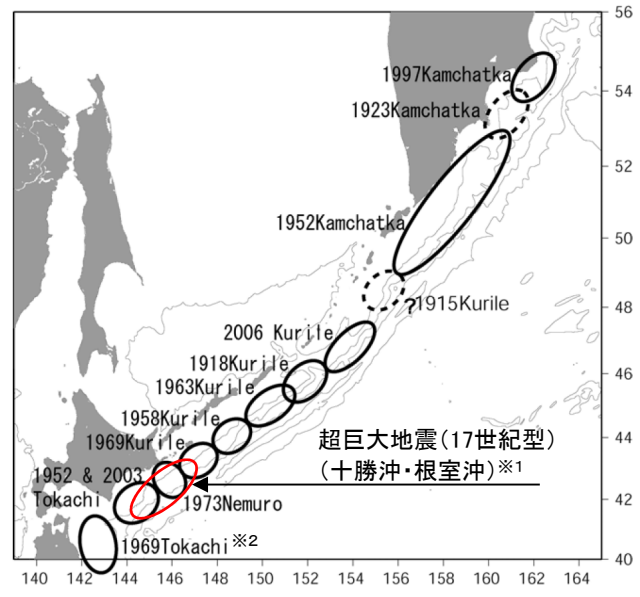 1997Kamchatka
1923Kamchatka
1952Kamchatka
?1915Kurile
2006 Kurile
1918Kurile
1963Kurile
1958Kurile
1969Kurile
超巨大地震(17世紀型)
(十勝沖・根室沖)※1
1952 & 2003
Tokachi
1973Nemuro
1969Tokachi※2
56
54
52
50
48
46
44
42
40
140 142 144 146 148 150 152 154 156 158 160 162 164